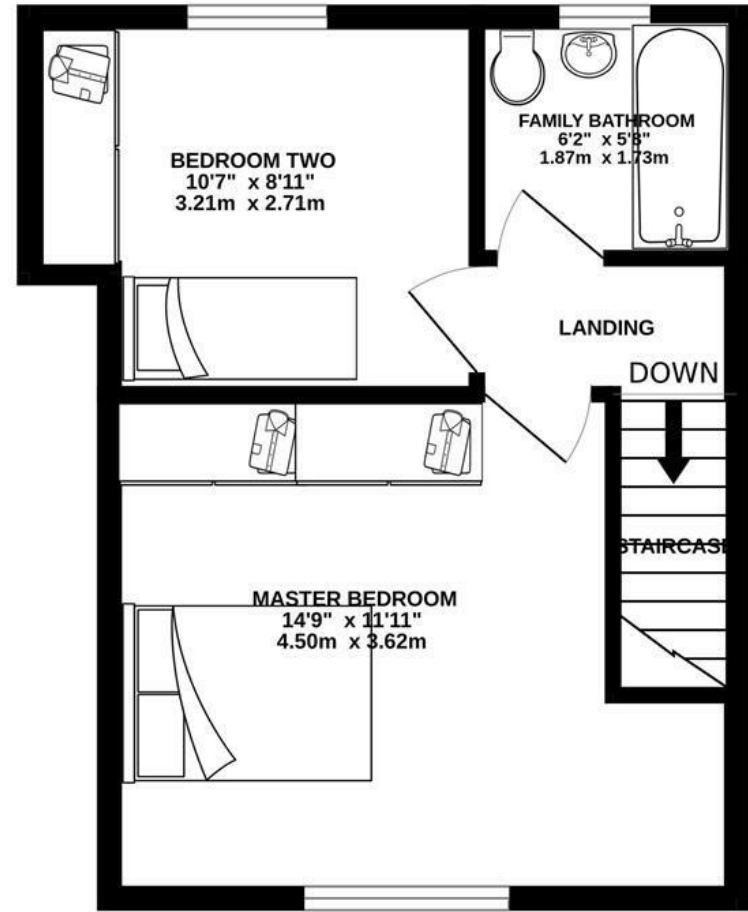 FAMILY BATHROOM
6'2" x 5'8"
1.87m x 1.73m
BEDROOM TWO
10'7" x 8'11"
3.21m x 2.71m
LANDING
DOWN
STAIRCASE
MASTER BEDROOM
14'9" x 11'11"
4.50m x 3.62m